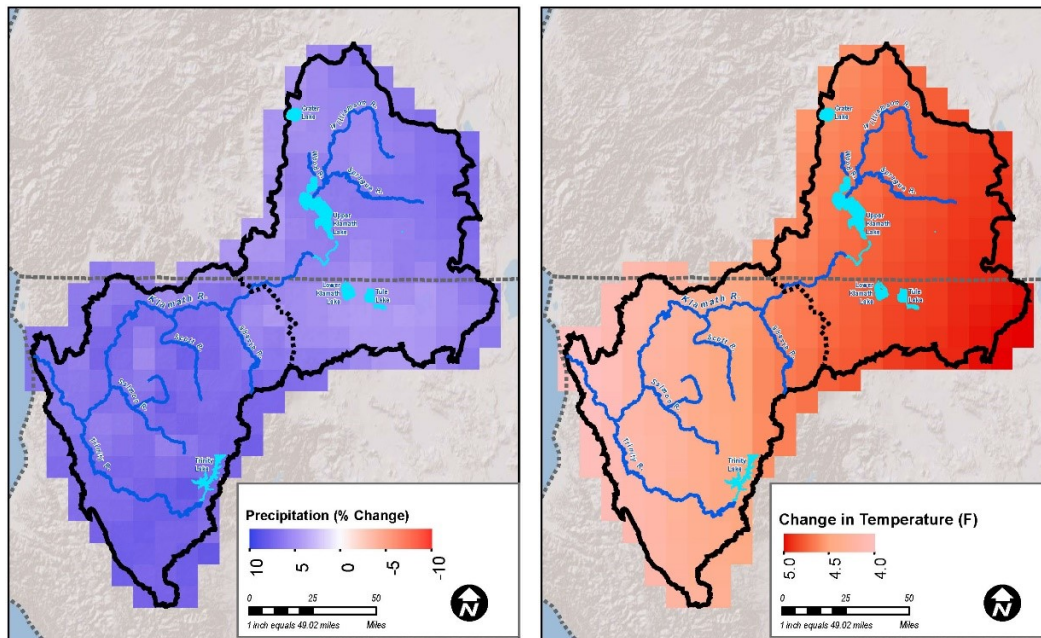 Crater
Lake
Williamson R.
Wood R.
Sprague R.
Upper
Klamath
Lake
Lower
Klamath
Lake
Tule
Lake
Klamath R.
Shasta R.
Scott R.
Salmon R.
Trinity R.
Trinity
Lake
Precipitation (% Change)
10
5
0
-5
-10
0
25
50
1 inch equals 49.02 miles
Miles
N
Crater
Lake
Williamson R.
Wood R.
Sprague R.
Upper
Klamath
Lake
Lower
Klamath
Lake
Tule
Lake
Klamath R.
Shasta R.
Scott R.
Salmon R.
Trinity R.
Trinity
Lake
Change in Temperature (F)
5.0
4.5
4.0
0
25
50
1 inch equals 49.02 miles
Miles
N